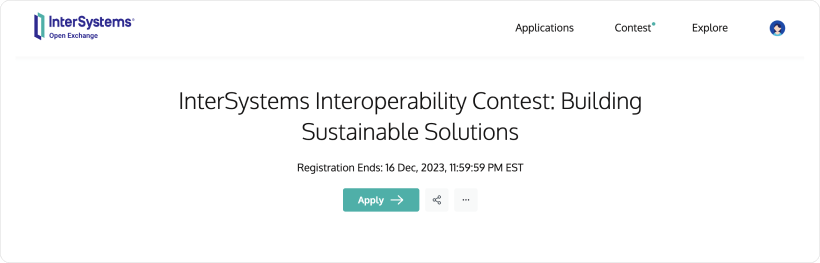 InterSystems®
Open Exchange
Applications
Contest
Explore
InterSystems Interoperability Contest: Building
Sustainable Solutions
Registration Ends: 16 Dec, 2023, 11:59:59 PM EST
Apply